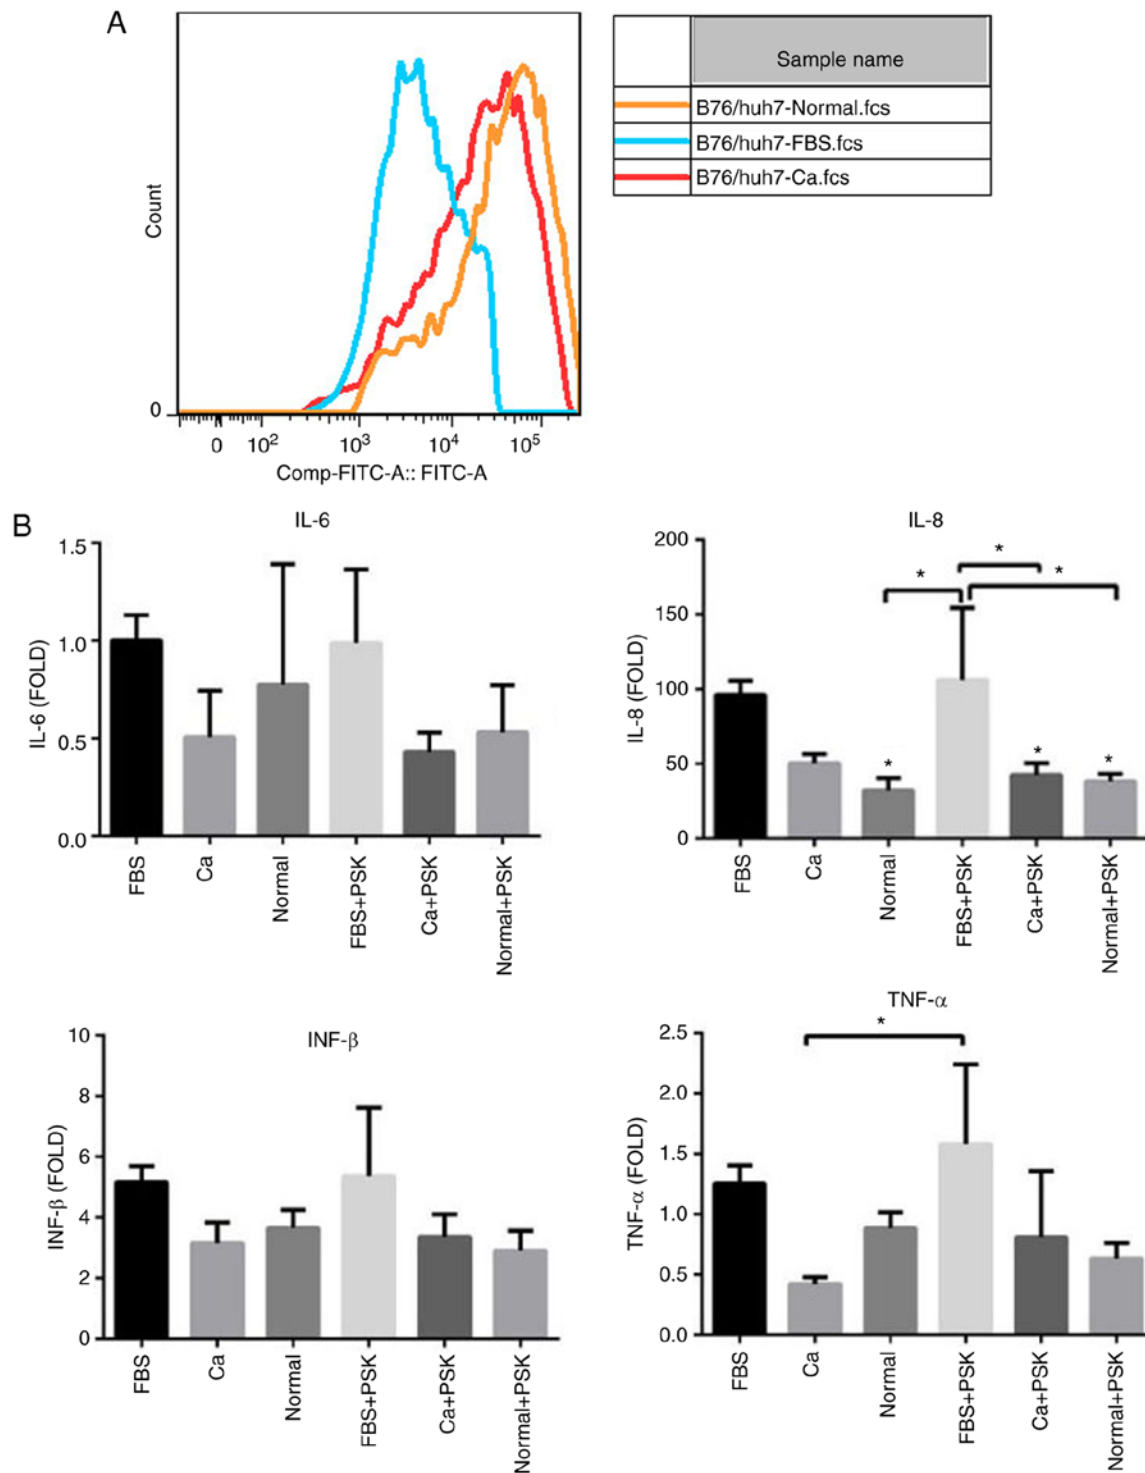 A
Sample name
B76/huh7-Normal.fcs
B76/huh7-FBS.fcs
B76/huh7-Ca.fcs
Count
0
0 10² 10³ 10⁴ 10⁵
Comp-FITC-A:: FITC-A
B
IL-6
IL-6 (FOLD)
1.5
1.0
0.5
0.0
FBS
Ca
Normal
FBS+PSK
Ca+PSK
Normal+PSK
IL-8
IL-8 (FOLD)
200
150
100
50
0
* * *
* * *
FBS
Ca
Normal
FBS+PSK
Ca+PSK
Normal+PSK
INF-β
INF-β (FOLD)
10
8
6
4
2
0
FBS
Ca
Normal
FBS+PSK
Ca+PSK
Normal+PSK
TNF-α
TNF-α (FOLD)
2.5
2.0
1.5
1.0
0.5
0.0
*
FBS
Ca
Normal
FBS+PSK
Ca+PSK
Normal+PSK